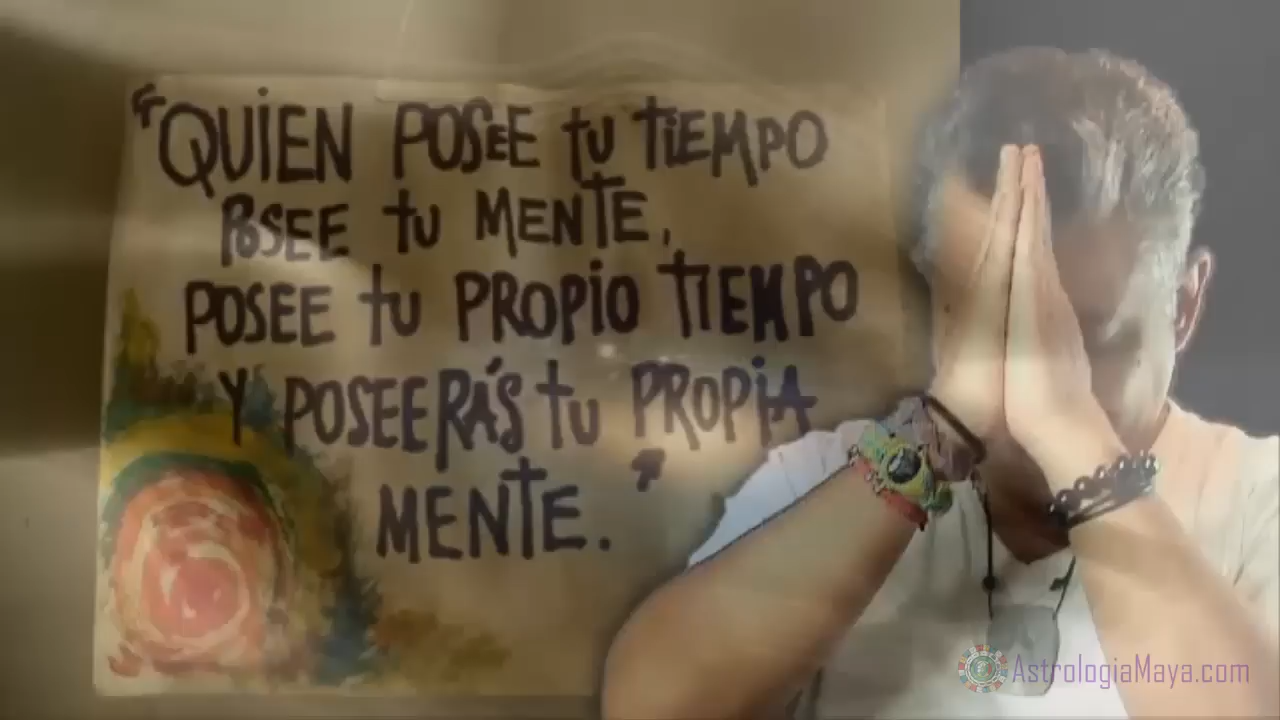 "QUIEN POSEE tu TIEMPO
POSEE tu MENTE,
POSEE tu PROPIO TIEMPO
Y POSEERÁS tu PROPIA
MENTE."
AstrologiaMaya.com